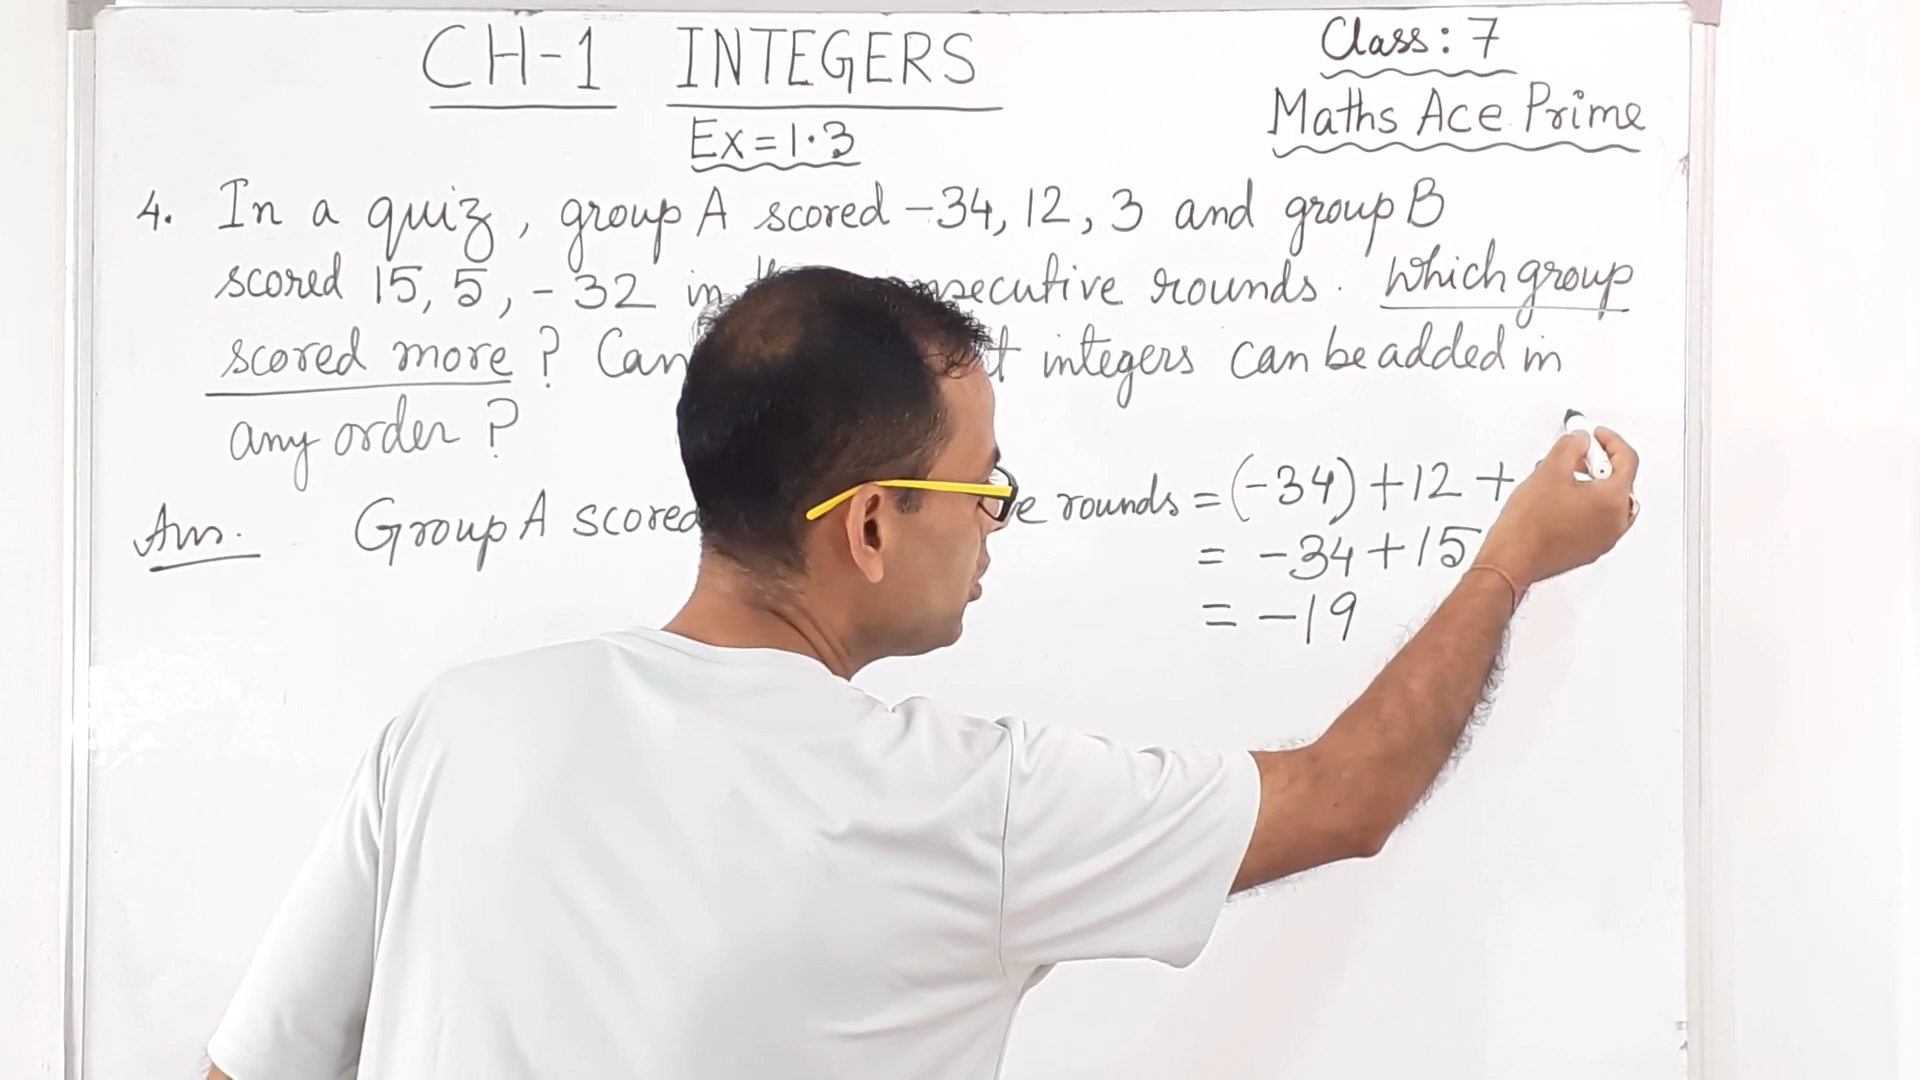 CH-1 INTEGERS
Class: 7
Maths Ace Prime
Ex=1.3
4. In a quiz, group A scored -34, 12, 3 and group B
scored 15, 5, -32 in secutive rounds. Which group
scored more? Can integers can be added in
any order?
Ans. Group A scored rounds = (-34)+12+
= -34+15
= -19